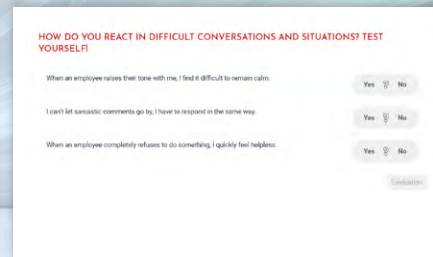 HOW DO YOU REACT IN DIFFICULT CONVERSATIONS AND SITUATIONS? TEST
YOURSELF!
When an employee raises their tone with me, I find it difficult to remain calm.
Yes No
I can't let sarcastic comments go by, I have to respond in the same way.
Yes No
When an employee completely refuses to do something, I quickly feel helpless.
Yes No
Evaluation